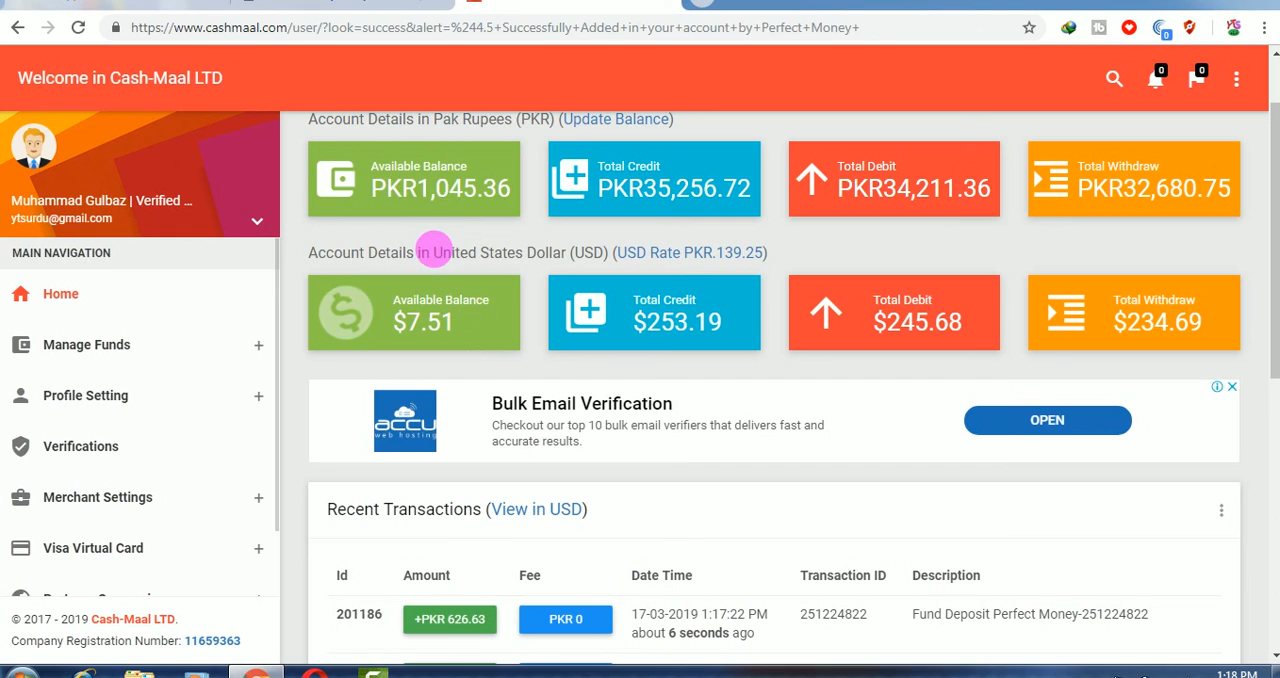 https://www.cashmaal.com/user/?look=success&alert=%244.5+Successfully+Added+in+your+account+by+Perfect+Money+
0
Welcome in Cash-Maal LTD
0
0
Muhammad Gulbaz | Verified ...
ytsurdu@gmail.com
MAIN NAVIGATION
Home
Manage Funds +
Profile Setting +
Verifications
Merchant Settings +
Visa Virtual Card +
© 2017 - 2019 Cash-Maal LTD.
Company Registration Number: 11659363
Account Details in Pak Rupees (PKR) (Update Balance)
Available Balance
PKR1,045.36
Total Credit
PKR35,256.72
Total Debit
PKR34,211.36
Total Withdraw
PKR32,680.75
Account Details in United States Dollar (USD) (USD Rate PKR.139.25)
Available Balance
$7.51
Total Credit
$253.19
Total Debit
$245.68
Total Withdraw
$234.69
accu
web hosting
Bulk Email Verification
Checkout our top 10 bulk email verifiers that delivers fast and
accurate results.
OPEN
Recent Transactions (View in USD)
Id Amount Fee Date Time Transaction ID Description
201186 +PKR 626.63 PKR 0 17-03-2019 1:17:22 PM 251224822 Fund Deposit Perfect Money-251224822
about 6 seconds ago
1:18 PM